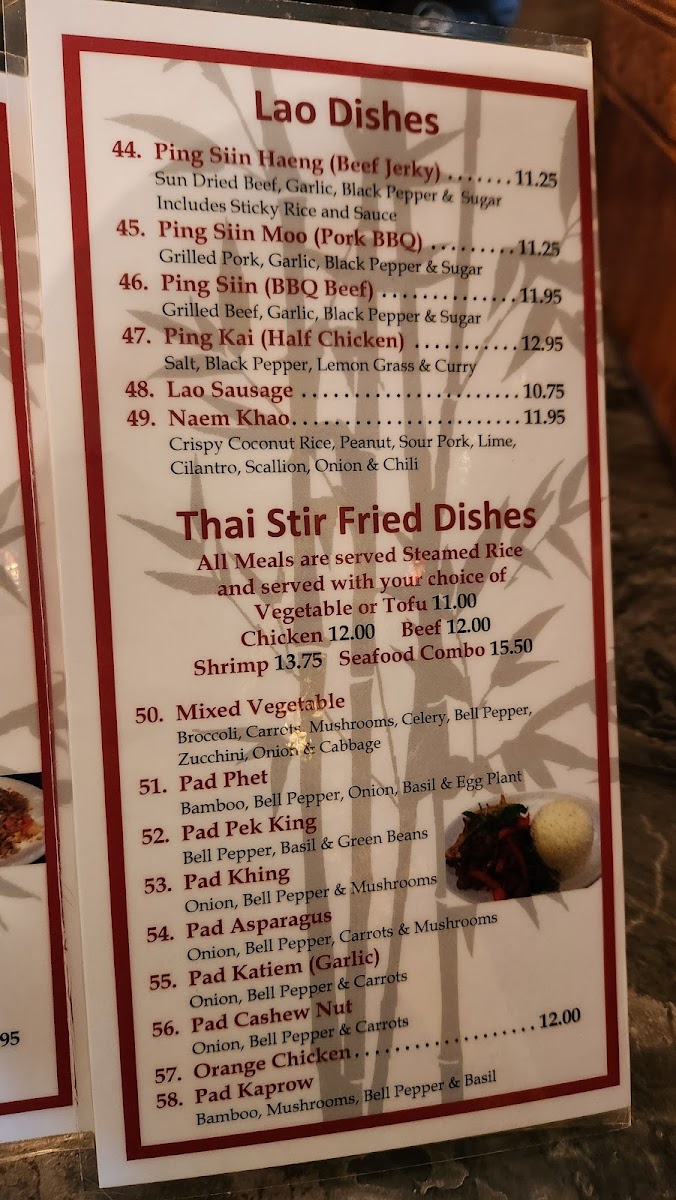 Lao Dishes
44. Ping Siin Haeng (Beef Jerky) ....... 11.25
Sun Dried Beef, Garlic, Black Pepper & Sugar
Includes Sticky Rice and Sauce
45. Ping Siin Moo (Pork BBQ) ......... 11.25
Grilled Pork, Garlic, Black Pepper & Sugar
46. Ping Siin (BBQ Beef) .............. 11.95
Grilled Beef, Garlic, Black Pepper & Sugar
47. Ping Kai (Half Chicken) ........... 12.95
Salt, Black Pepper, Lemon Grass & Curry
48. Lao Sausage ...................... 10.75
49. Naem Khao....................... 11.95
Crispy Coconut Rice, Peanut, Sour Pork, Lime,
Cilantro, Scallion, Onion & Chili
Thai Stir Fried Dishes
All Meals are served Steamed Rice
and served with your choice of
Vegetable or Tofu 11.00
Chicken 12.00 Beef 12.00
Shrimp 13.75 Seafood Combo 15.50
50. Mixed Vegetable
Broccoli, Carrots, Mushrooms, Celery, Bell Pepper,
Zucchini, Onion & Cabbage
51. Pad Phet
Bamboo, Bell Pepper, Onion, Basil & Egg Plant
52. Pad Pek King
Bell Pepper, Basil & Green Beans
53. Pad Khing
Onion, Bell Pepper & Mushrooms
54. Pad Asparagus
Onion, Bell Pepper, Carrots & Mushrooms
55. Pad Katiem (Garlic)
Onion, Bell Pepper & Carrots
56. Pad Cashew Nut
Onion, Bell Pepper & Carrots
57. Orange Chicken................... 12.00
58. Pad Kaprow
Bamboo, Mushrooms, Bell Pepper & Basil
95